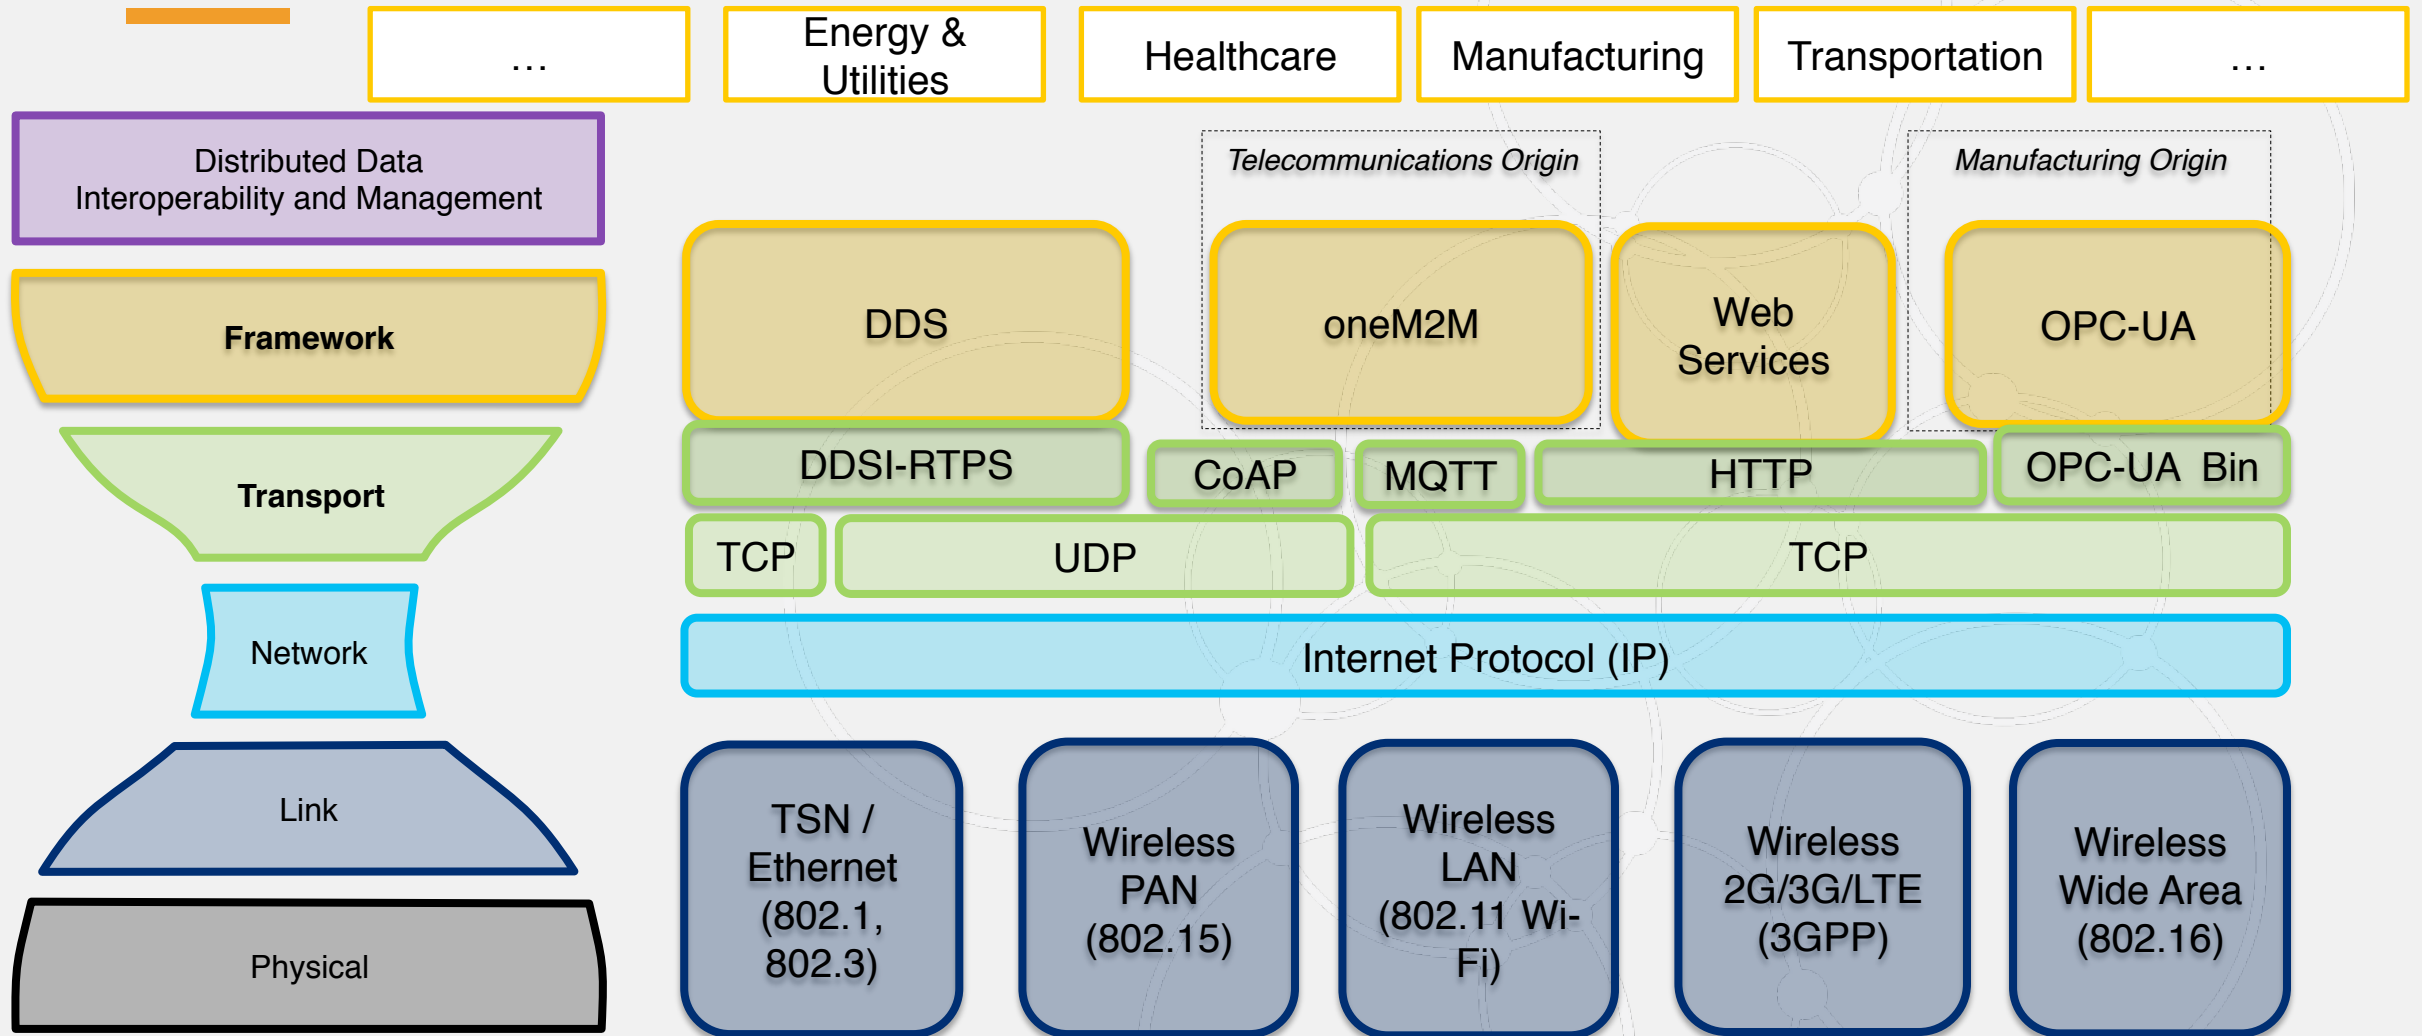 …
Energy &
Utilities
Healthcare
Manufacturing
Transportation
…
Distributed Data
Interoperability and Management
Telecommunications Origin
Manufacturing Origin
Framework
DDS
oneM2M
Web
Services
OPC-UA
Transport
DDSI-RTPS
CoAP
MQTT
HTTP
OPC-UA Bin
TCP
UDP
TCP
Network
Internet Protocol (IP)
Link
TSN /
Ethernet
(802.1,
802.3)
Wireless
PAN
(802.15)
Wireless
LAN
(802.11 Wi-
Fi)
Wireless
2G/3G/LTE
(3GPP)
Wireless
Wide Area
(802.16)
Physical